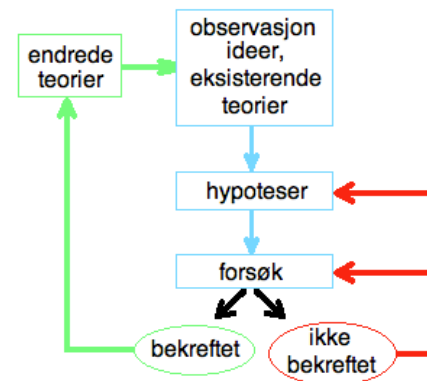 endrede
teorier
observasjon
ideer,
eksisterende
teorier
hypoteser
forsøk
bekreftet
ikke
bekreftet